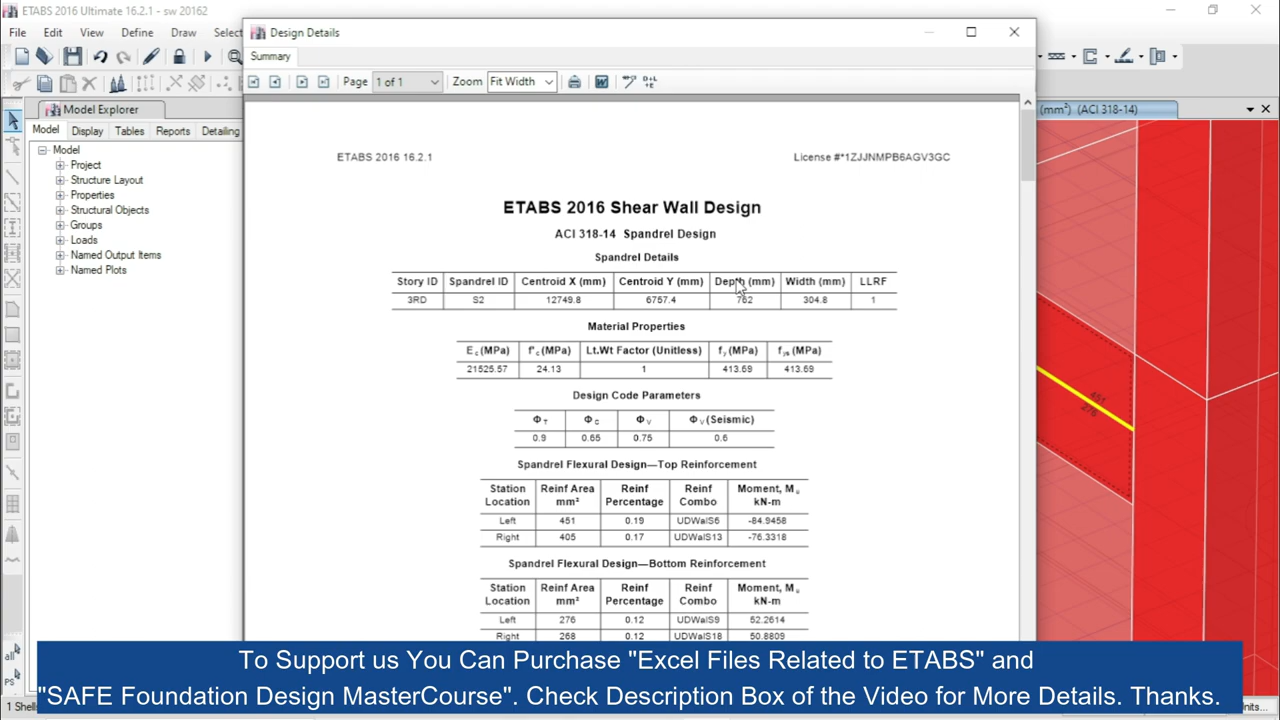 ETABS 2016 Ultimate 16.2.1 - sw 20162
File Edit View Define Draw Select
Design Details
Summary
Page 1 of 1 Zoom Fit Width
Model Explorer
Model Display Tables Reports Detailing
Model
Project
Structure Layout
Properties
Structural Objects
Groups
Loads
Named Output Items
Named Plots
(mm²) (ACI 318-14)
ETABS 2016 16.2.1 License #*1ZJJNMPB6AGV3GC
ETABS 2016 Shear Wall Design
ACI 318-14 Spandrel Design
Spandrel Details
Story ID Spandrel ID Centroid X (mm) Centroid Y (mm) Depth (mm) Width (mm) LLRF
3RD S2 12749.8 6757.4 762 304.8 1
Material Properties
E c (MPa) f' c (MPa) Lt.Wt Factor (Unitless) f y (MPa) f ys (MPa)
21525.57 24.13 1 413.69 413.69
Design Code Parameters
Φ T Φ C Φ V Φ V (Seismic)
0.9 0.65 0.75 0.6
Spandrel Flexural Design—Top Reinforcement
Station Reinf Area Reinf Reinf Moment, M u
Location mm² Percentage Combo kN-m
Left 451 0.19 UDWalS6 -84.9458
Right 405 0.17 UDWalS13 -76.3318
Spandrel Flexural Design—Bottom Reinforcement
Station Reinf Area Reinf Reinf Moment, M u
Location mm² Percentage Combo kN-m
Left 276 0.12 UDWalS9 52.2614
Right 268 0.12 UDWalS18 50.8809
451
276
all
PS
To Support us You Can Purchase "Excel Files Related to ETABS" and
"SAFE Foundation Design MasterCourse". Check Description Box of the Video for More Details. Thanks.
1 Shell
nits...